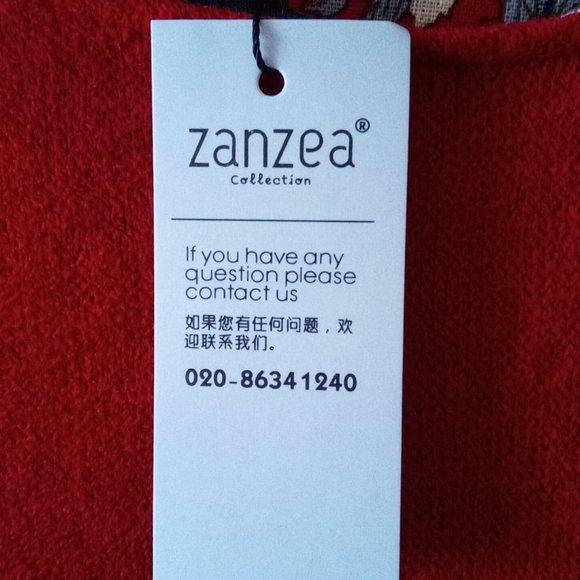 zanzea®
Collection
If you have any
question please
contact us
如果您有任何问题，欢
迎联系我们。
020-86341240